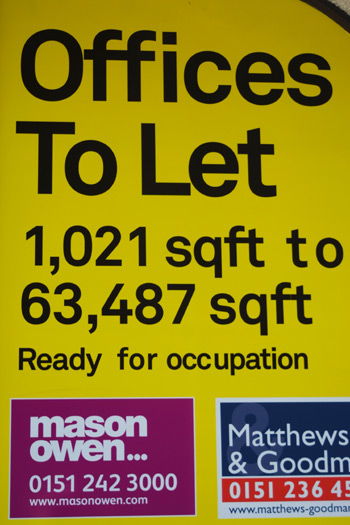 Offices
To Let
1,021 sqft to
63,487 sqft
Ready for occupation
mason
owen...
0151 242 3000
www.masonowen.com
Matthews
& Goodm
0151 236 45
www.matthews-goodma